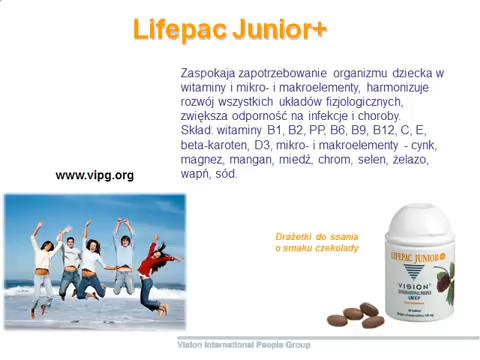 Lifepac Junior+
Zaspokaja zapotrzebowanie organizmu dziecka w
witaminy i mikro- i makroelementy, harmonizuje
rozwój wszystkich układów fizjologicznych,
zwiększa odporność na infekcje i choroby.
Skład: witaminy B1, B2, PP, B6, B9, B12, C, E,
beta-karoten, D3, mikro- i makroelementy - cynk,
magnez, mangan, miedź, chrom, selen, żelazo,
wapń, sód.
www.vipg.org
Drażetki do ssania
o smaku czekolady
LIFEPAC JUNIOR
VISION
INTERNATIONAL PEOPLE
GROUP
Vision International People Group